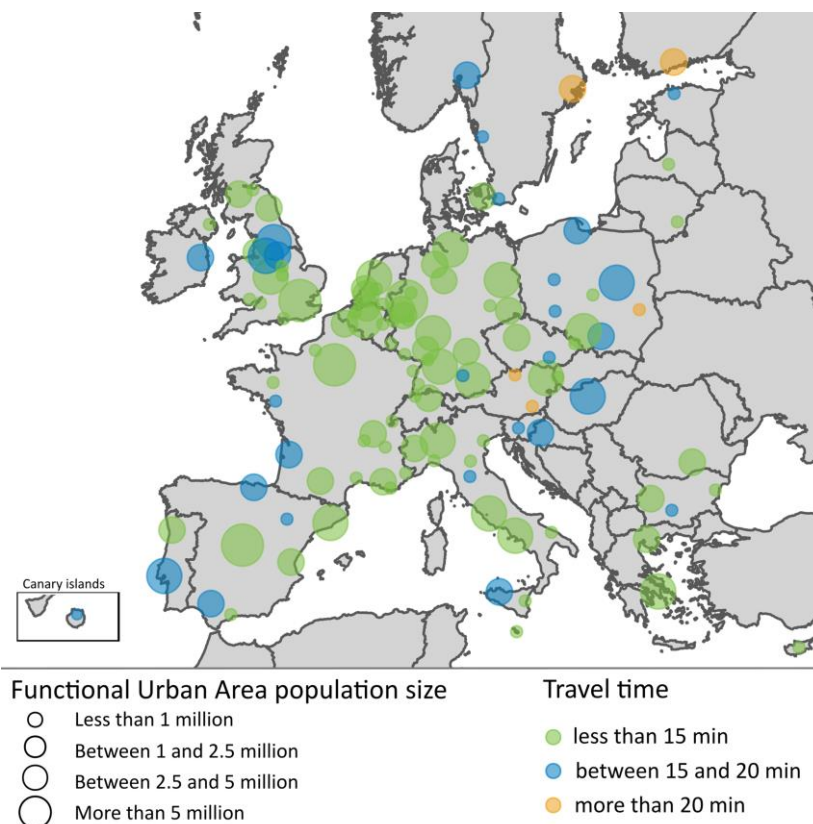 Canary islands
Functional Urban Area population size
Less than 1 million
Between 1 and 2.5 million
Between 2.5 and 5 million
More than 5 million
Travel time
less than 15 min
between 15 and 20 min
more than 20 min